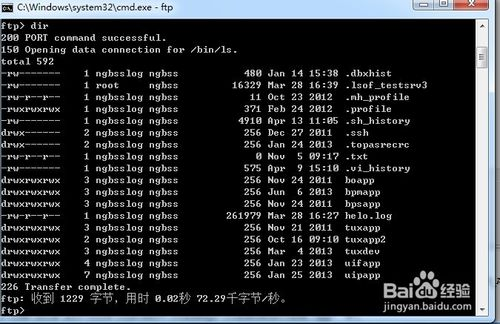 C:\Windows\system32\cmd.exe - ftp
ftp> dir
200 PORT command successful.
150 Opening data connection for /bin/ls.
total 592
-rw------- 1 ngbsslog ngbss 480 Jan 14 15:38 .dbxhist
-rw------- 1 root ngbss 16329 Mar 28 16:39 .lsof_testsrv3
-rw-r--r-- 1 ngbsslog ngbss 11 Oct 23 2012 .mh_profile
-rwxrwxrwx 1 ngbsslog ngbss 371 Feb 24 2012 .profile
-rw------- 1 ngbsslog ngbss 4910 Apr 13 11:05 .sh_history
drwx------ 2 ngbsslog ngbss 256 Dec 27 2011 .ssh
drwx------ 2 ngbsslog ngbss 256 Jan 24 2013 .topasrecrc
-rw-r--r-- 1 ngbsslog ngbss 0 Nov 5 09:17 .txt
-rw------- 1 ngbsslog ngbss 575 Apr 9 15:10 .vi_history
drwxrwxrwx 3 ngbsslog ngbss 256 Nov 24 2011 boapp
drwxrwxrwx 3 ngbsslog ngbss 256 Jun 6 2013 bpmapp
drwxrwxrwx 3 ngbsslog ngbss 256 Nov 24 2011 bpsapp
-rw-r--r-- 1 ngbsslog ngbss 261979 Mar 28 16:27 helo.log
drwxrwxrwx 3 ngbsslog ngbss 256 Nov 21 2011 tuxapp
drwxrwxrwx 2 ngbsslog ngbss 256 Oct 16 09:10 tuxapp2
drwxrwxrwx 3 ngbsslog ngbss 256 Mar 4 2013 tuxdev
drwxrwxrwx 4 ngbsslog ngbss 256 Jan 23 2013 uifapp
drwxrwxrwx 7 ngbsslog ngbss 256 Jan 25 2013 uipapp
226 Transfer complete.
ftp: 收到 1229 字节，用时 0.02秒 72.29千字节/秒。
ftp>
Bai 经验
jingyan.baidu.com